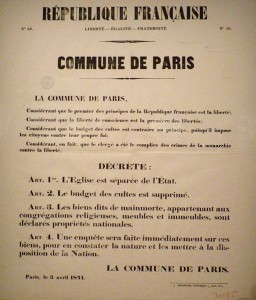 RÉPUBLIQUE FRANÇAISE
LIBERTÉ — ÉGALITÉ — FRATERNITÉ
COMMUNE DE PARIS
LA COMMUNE DE PARIS,
Considérant que le premier des principes de la République française est la liberté;
Considérant que la liberté de conscience est la première des libertés;
Considérant que le budget des cultes est contraire au principe, puisqu'il impose
les citoyens contre leur propre foi;
Considérant, en fait, que le clergé a été le complice des crimes de la monarchie
contre la liberté,
DÉCRÈTE:
ART. 1er. L'Eglise est séparée de l'Etat.
ART. 2. Le budget des cultes est supprimé.
ART. 3. Les biens dits de mainmorte, appartenant aux
congrégations religieuses, meubles et immeubles, sont
déclarés propriétés nationales.
ART. 4. Une enquête sera faite immédiatement sur ces
biens, pour en constater la nature et les mettre à la dis-
position de la Nation.
LA COMMUNE DE PARIS.
Paris, le 3 avril 1871.